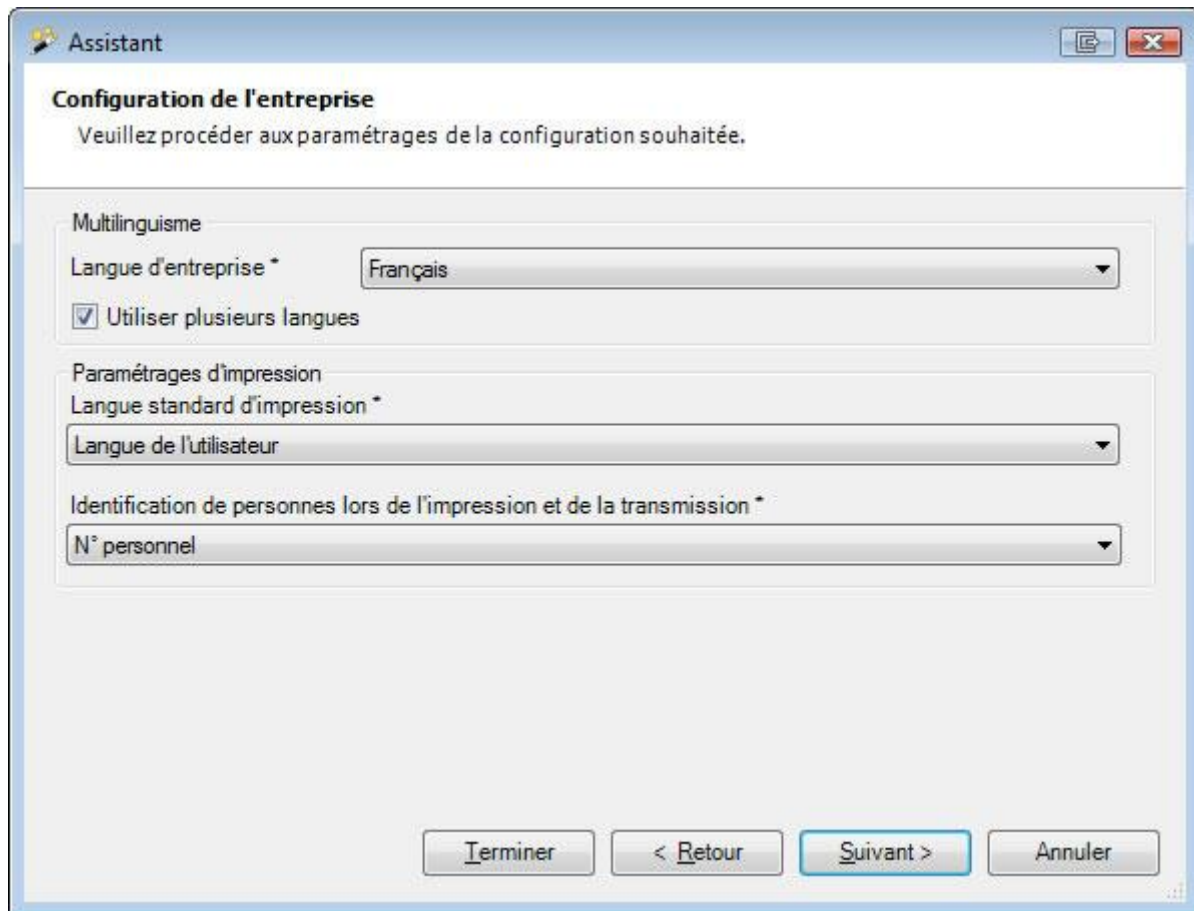 Assistant
Configuration de l'entreprise
Veuillez procéder aux paramétrages de la configuration souhaitée.
Multilinguisme
Langue d'entreprise *
Français
Utiliser plusieurs langues
Paramétrages d'impression
Langue standard d'impression *
Langue de l'utilisateur
Identification de personnes lors de l'impression et de la transmission *
N° personnel
Terminer
< Retour
Suivant >
Annuler